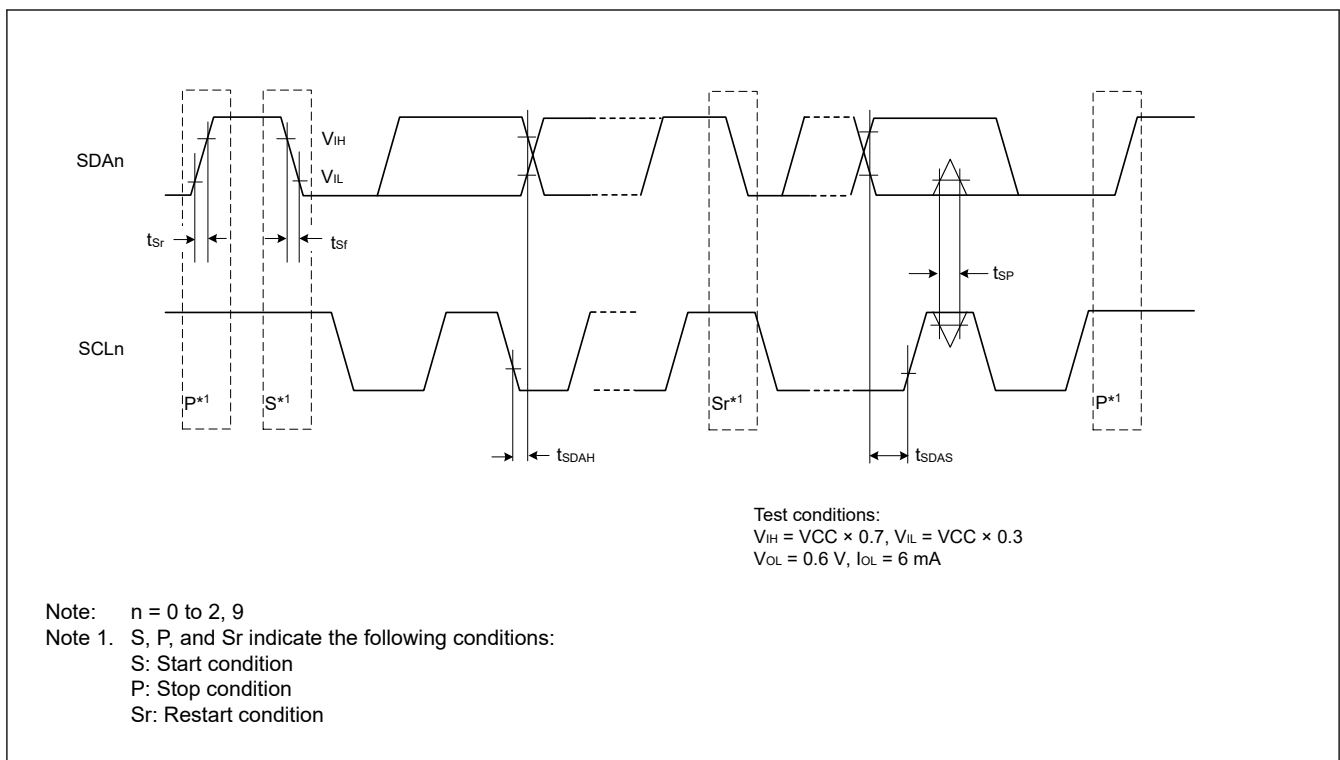 SDAn
VIH
VIL
tSr
tSf
tSP
SCLn
P*1
S*1
Sr*1
P*1
tSDAH
tSDAS
Test conditions:
VIH = VCC × 0.7, VIL = VCC × 0.3
VOL = 0.6 V, IOL = 6 mA
Note: n = 0 to 2, 9
Note 1. S, P, and Sr indicate the following conditions:
S: Start condition
P: Stop condition
Sr: Restart condition